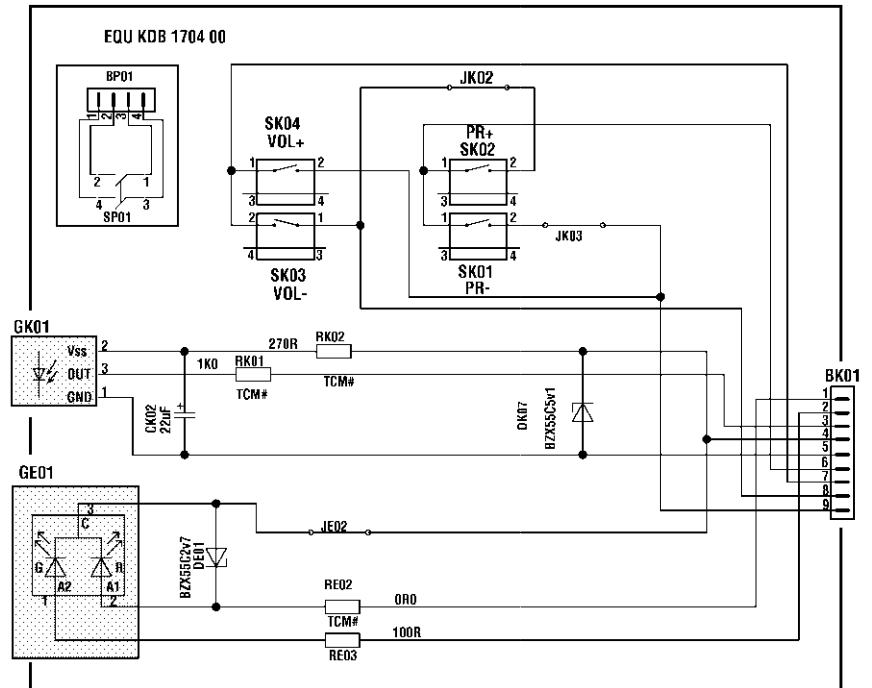 EQU KDB 1704 00
BP01
1 2 3 4
2 1
4 3
SP01
JK02
SK04
VOL+
1 2
3 4
PR+
SK02
1 2
3 4
2 1
4 3
SK03
VOL-
1 2
3 4
SK01
PR-
JK03
GK01
Vss 2
OUT 3
GND 1
270R RK02
TCM#
1K0 RK01
TCM#
CK02
22uF
+
DK07
BZX55C5v1
BK01
1
2
3
4
5
6
7
8
9
GE01
3
C
G R
A2 A1
1 2
BZX55C2v7
DE01
JE02
RE02 0R0
TCM#
100R
RE03